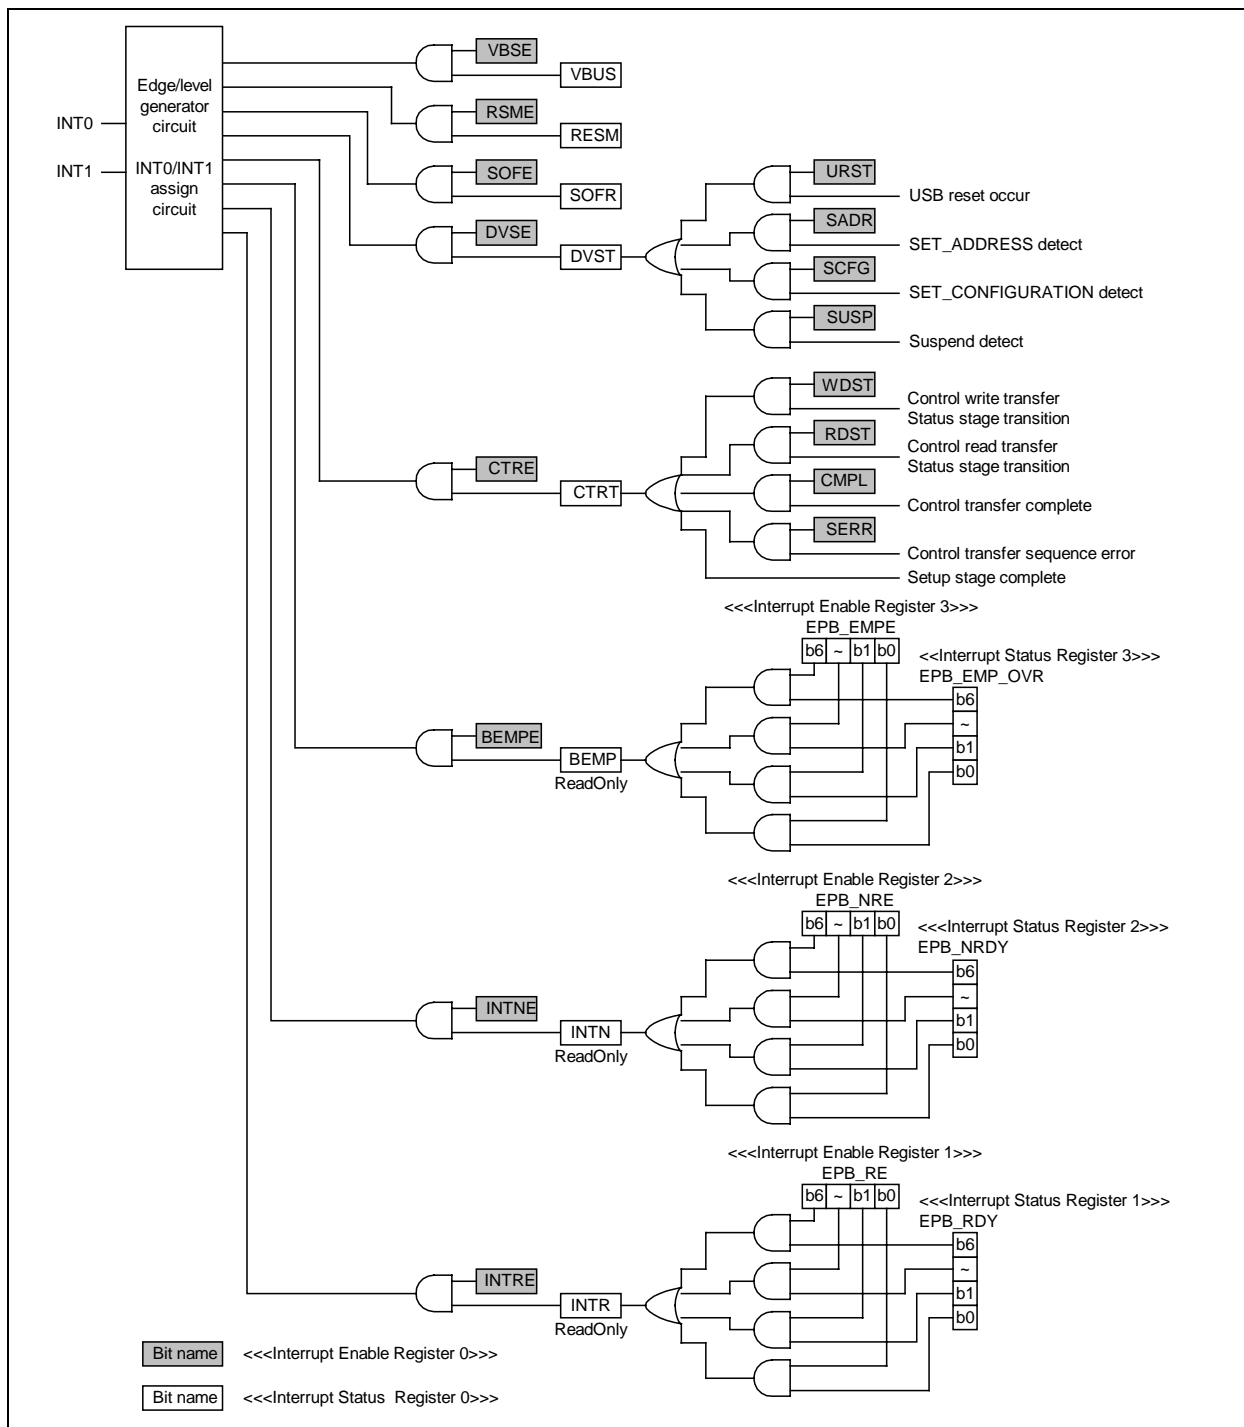 VBSE
VBUS
Edge/level
generator
circuit
INT0
INT1
INT0/INT1
assign
circuit
RSME
RESM
SOFE
SOFR
DVSE
DVST
URST
USB reset occur
SADR
SET_ADDRESS detect
SCFG
SET_CONFIGURATION detect
SUSP
Suspend detect
WDST
Control write transfer
Status stage transition
RDST
Control read transfer
Status stage transition
CTRE
CTRT
CMPL
Control transfer complete
SERR
Control transfer sequence error
Setup stage complete
<<<Interrupt Enable Register 3>>>
EPB_EMPE
b6 ~ b1 b0
<<Interrupt Status Register 3>>>
EPB_EMP_OVR
b6
~
b1
b0
BEMPE
BEMP
ReadOnly
<<<Interrupt Enable Register 2>>>
EPB_NRE
b6 ~ b1 b0
<<<Interrupt Status Register 2>>>
EPB_NRDY
b6
~
b1
b0
INTNE
INTN
ReadOnly
<<<Interrupt Enable Register 1>>>
EPB_RE
b6 ~ b1 b0
<<<Interrupt Status Register 1>>>
EPB_RDY
b6
~
b1
b0
INTRE
INTR
ReadOnly
Bit name <<<Interrupt Enable Register 0>>>
Bit name <<<Interrupt Status Register 0>>>